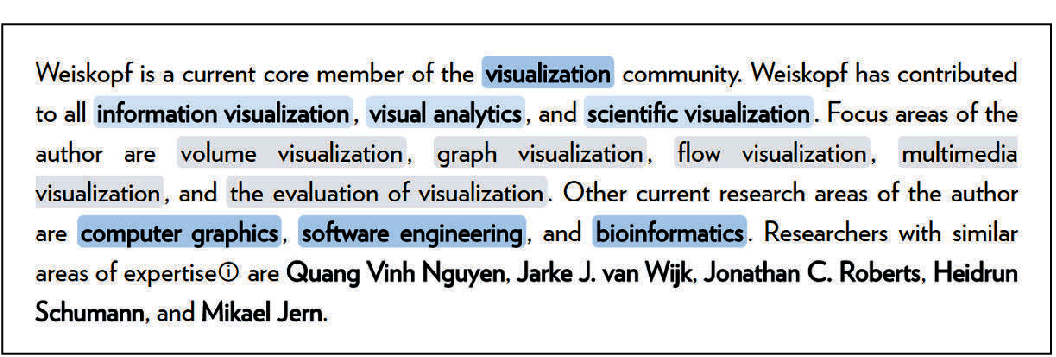 Weiskopf is a current core member of the visualization community. Weiskopf has contributed
to all information visualization, visual analytics, and scientific visualization. Focus areas of the
author are volume visualization, graph visualization, flow visualization, multimedia
visualization, and the evaluation of visualization. Other current research areas of the author
are computer graphics, software engineering, and bioinformatics. Researchers with similar
areas of expertiseⓘ are Quang Vinh Nguyen, Jarke J. van Wijk, Jonathan C. Roberts, Heidrun
Schumann, and Mikael Jern.